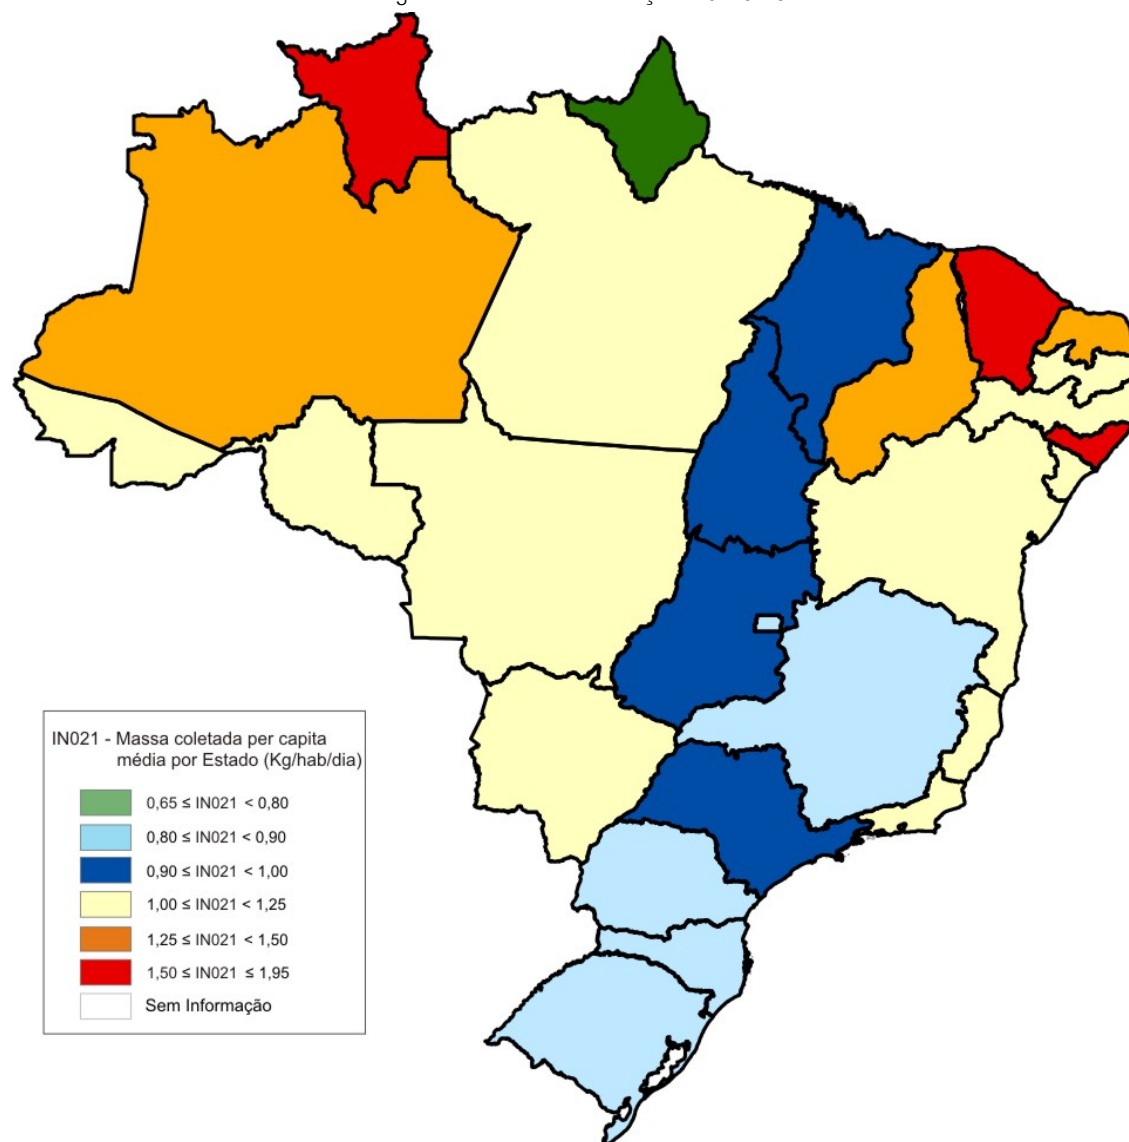 IN021 - Massa coletada per capita
média por Estado (Kg/hab/dia)
0,65 ≤ IN021 < 0,80
0,80 ≤ IN021 < 0,90
0,90 ≤ IN021 < 1,00
1,00 ≤ IN021 < 1,25
1,25 ≤ IN021 < 1,50
1,50 ≤ IN021 ≤ 1,95
Sem Informação